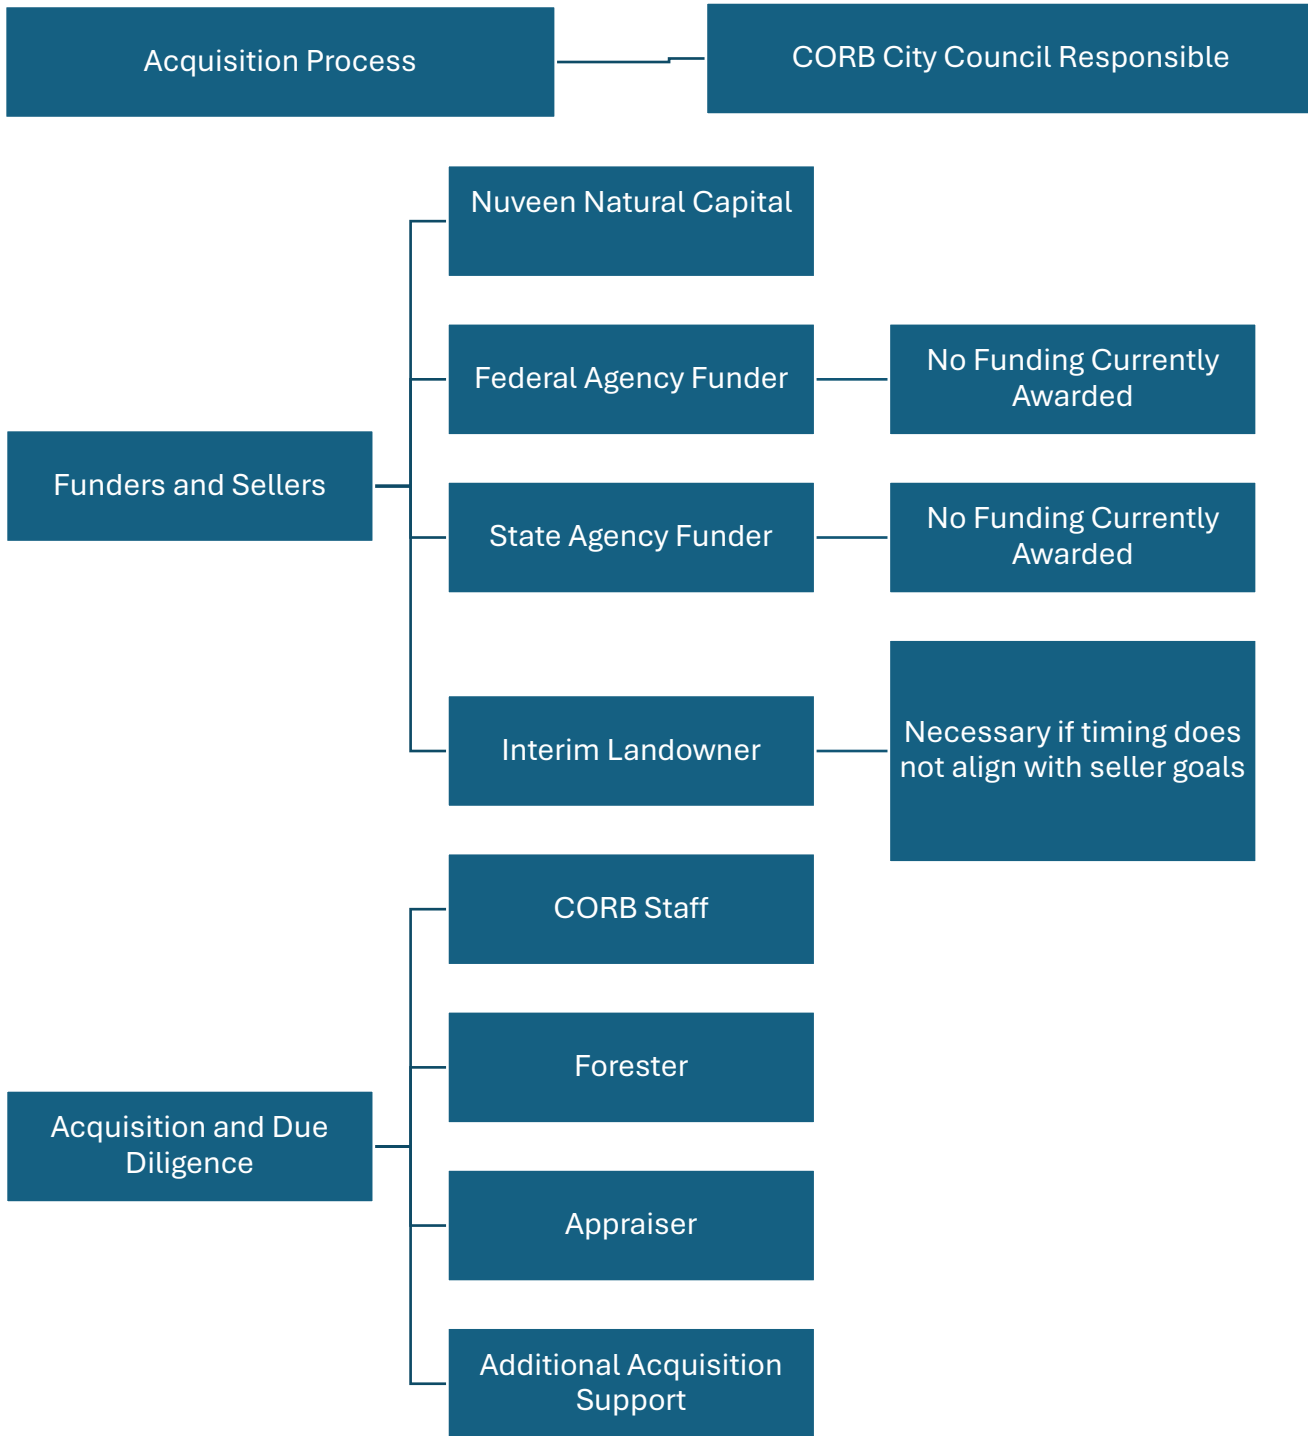 Acquisition Process
CORB City Council Responsible
Nuveen Natural Capital
Federal Agency Funder
No Funding Currently
Awarded
Funders and Sellers
State Agency Funder
No Funding Currently
Awarded
Interim Landowner
Necessary if timing does
not align with seller goals
CORB Staff
Forester
Acquisition and Due
Diligence
Appraiser
Additional Acquisition
Support